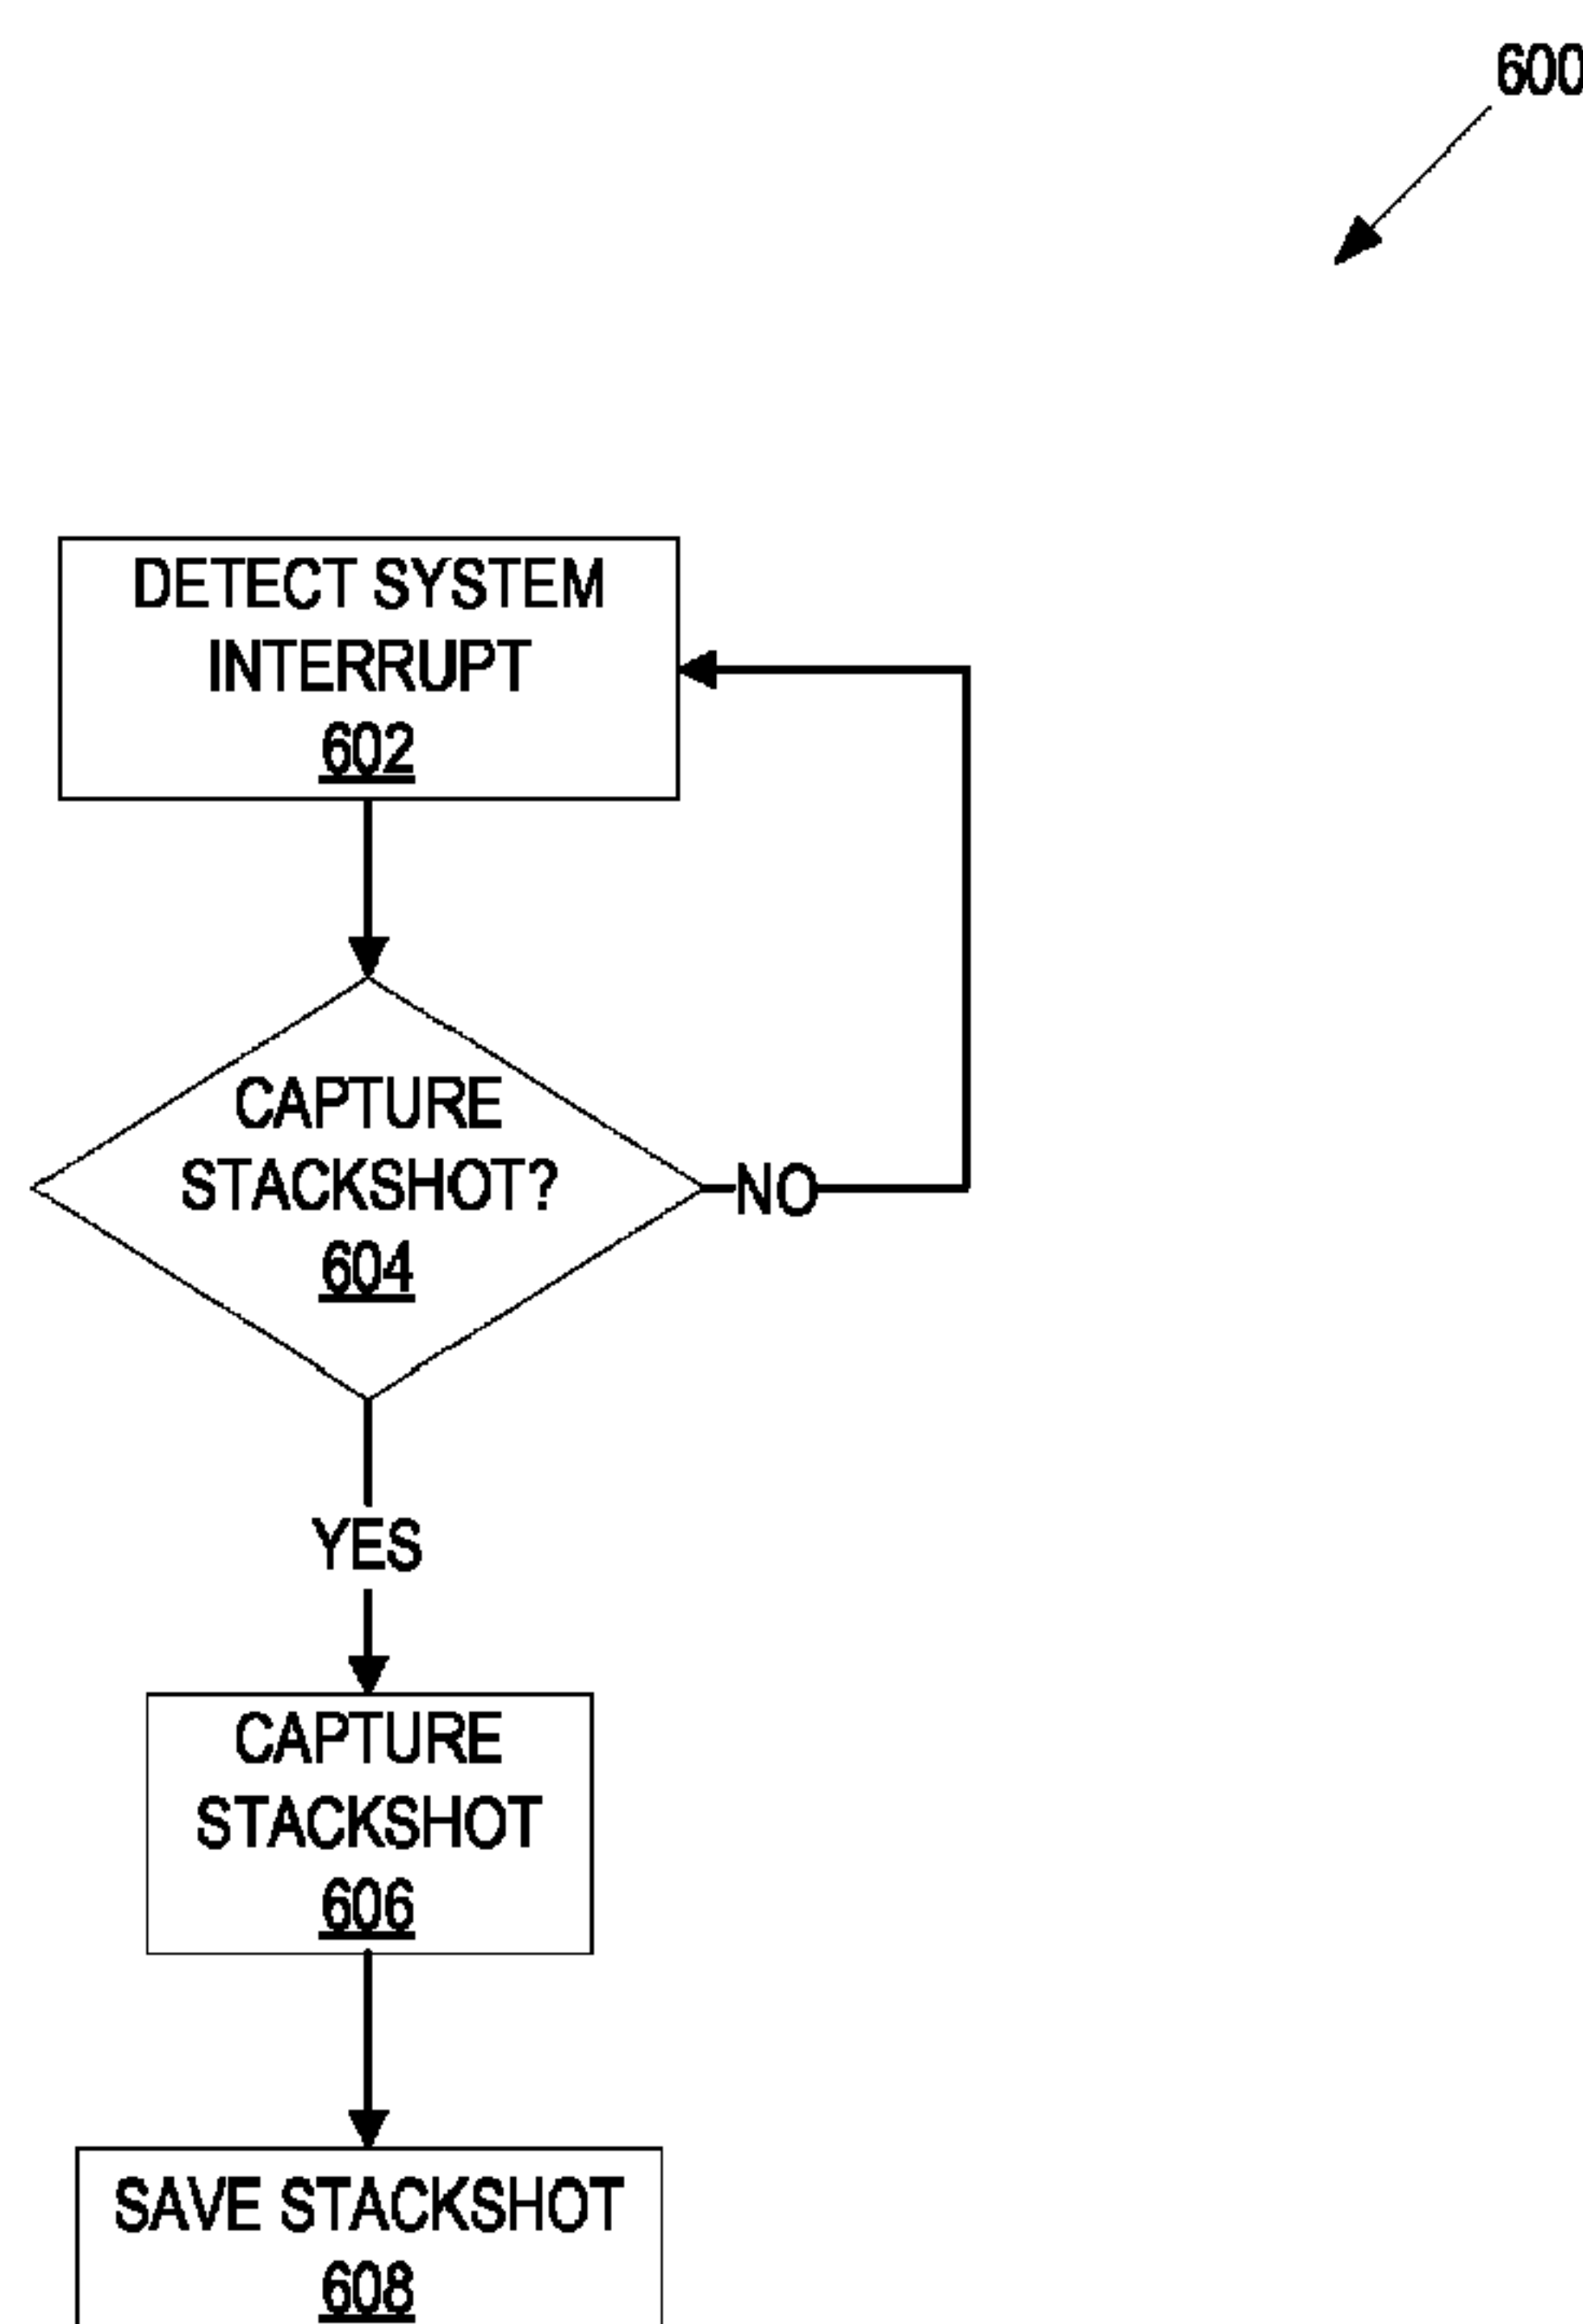 600
DETECT SYSTEM
INTERRUPT
602
CAPTURE
STACKSHOT?
604
NO
YES
CAPTURE
STACKSHOT
606
SAVE STACKSHOT
608